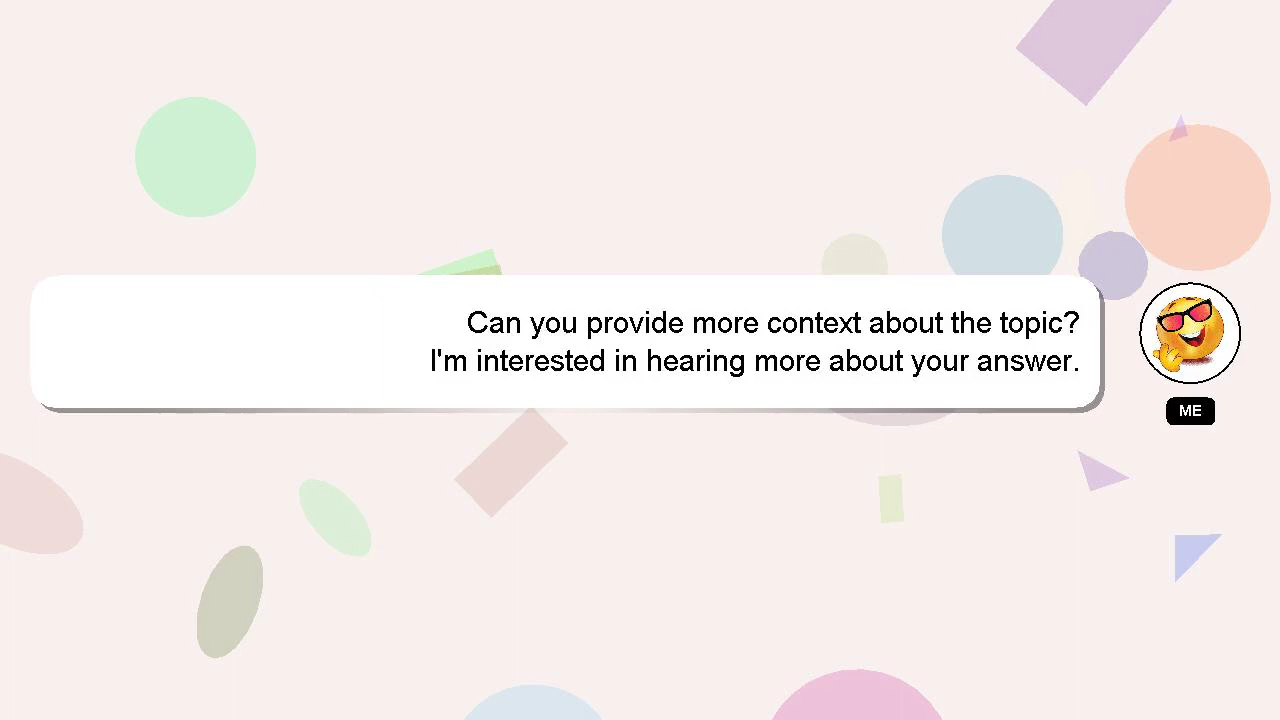 Can you provide more context about the topic?
I'm interested in hearing more about your answer.
ME